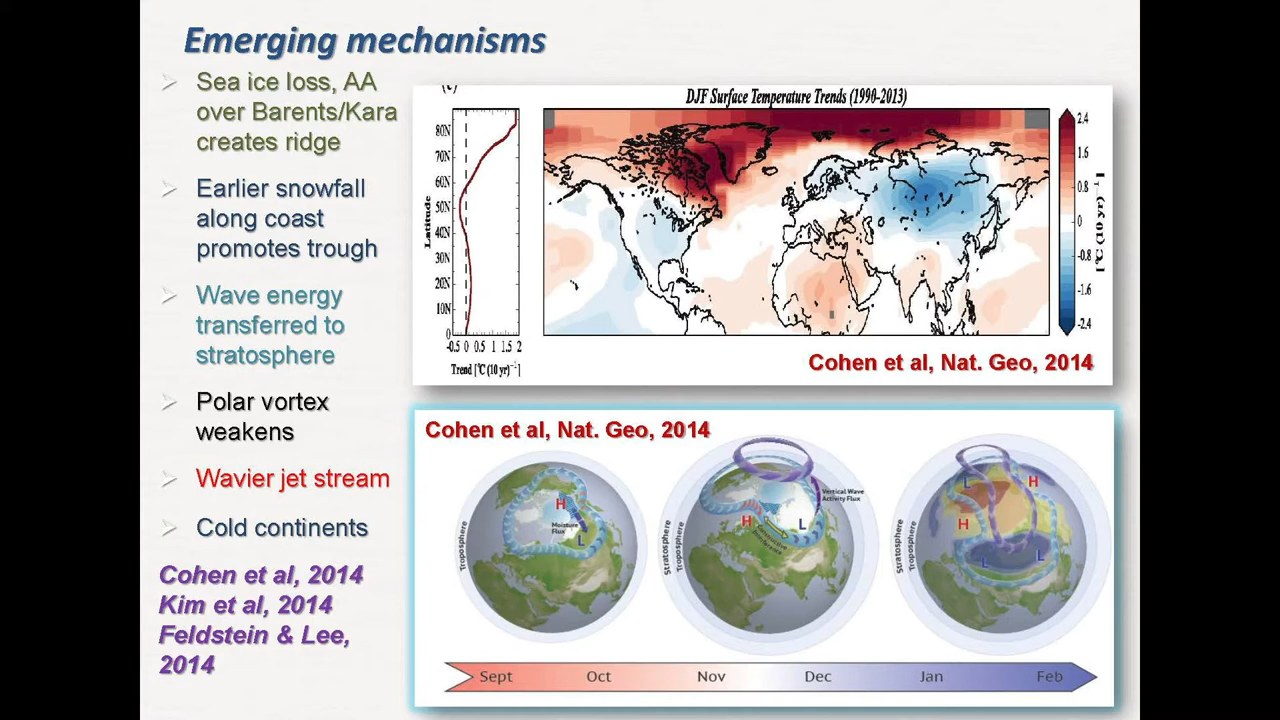 Emerging mechanisms
Sea ice loss, AA
over Barents/Kara
creates ridge
Earlier snowfall
along coast
promotes trough
Wave energy
transferred to
stratosphere
Polar vortex
weakens
Wavier jet stream
Cold continents
Cohen et al, 2014
Kim et al, 2014
Feldstein & Lee,
2014
DJF Surface Temperature Trends (1990-2013)
Latitude
80N
70N
60N
50N
40N
30N
20N
10N
0
-0.5 0 0.5 1 1.5 2
Trend [°C (10 yr)⁻¹]
2.4
1.6
0.8
0
-0.8
-1.6
-2.4
[°C (10 yr)⁻¹]
Cohen et al, Nat. Geo, 2014
Cohen et al, Nat. Geo, 2014
Troposphere
H
Moisture
Flux
L
Stratosphere
Troposphere
Vertical Wave
Activity Flux
H
L
Constructive
Interference
Stratosphere
Troposphere
L
H
H
L
L
Sept Oct Nov Dec Jan Feb